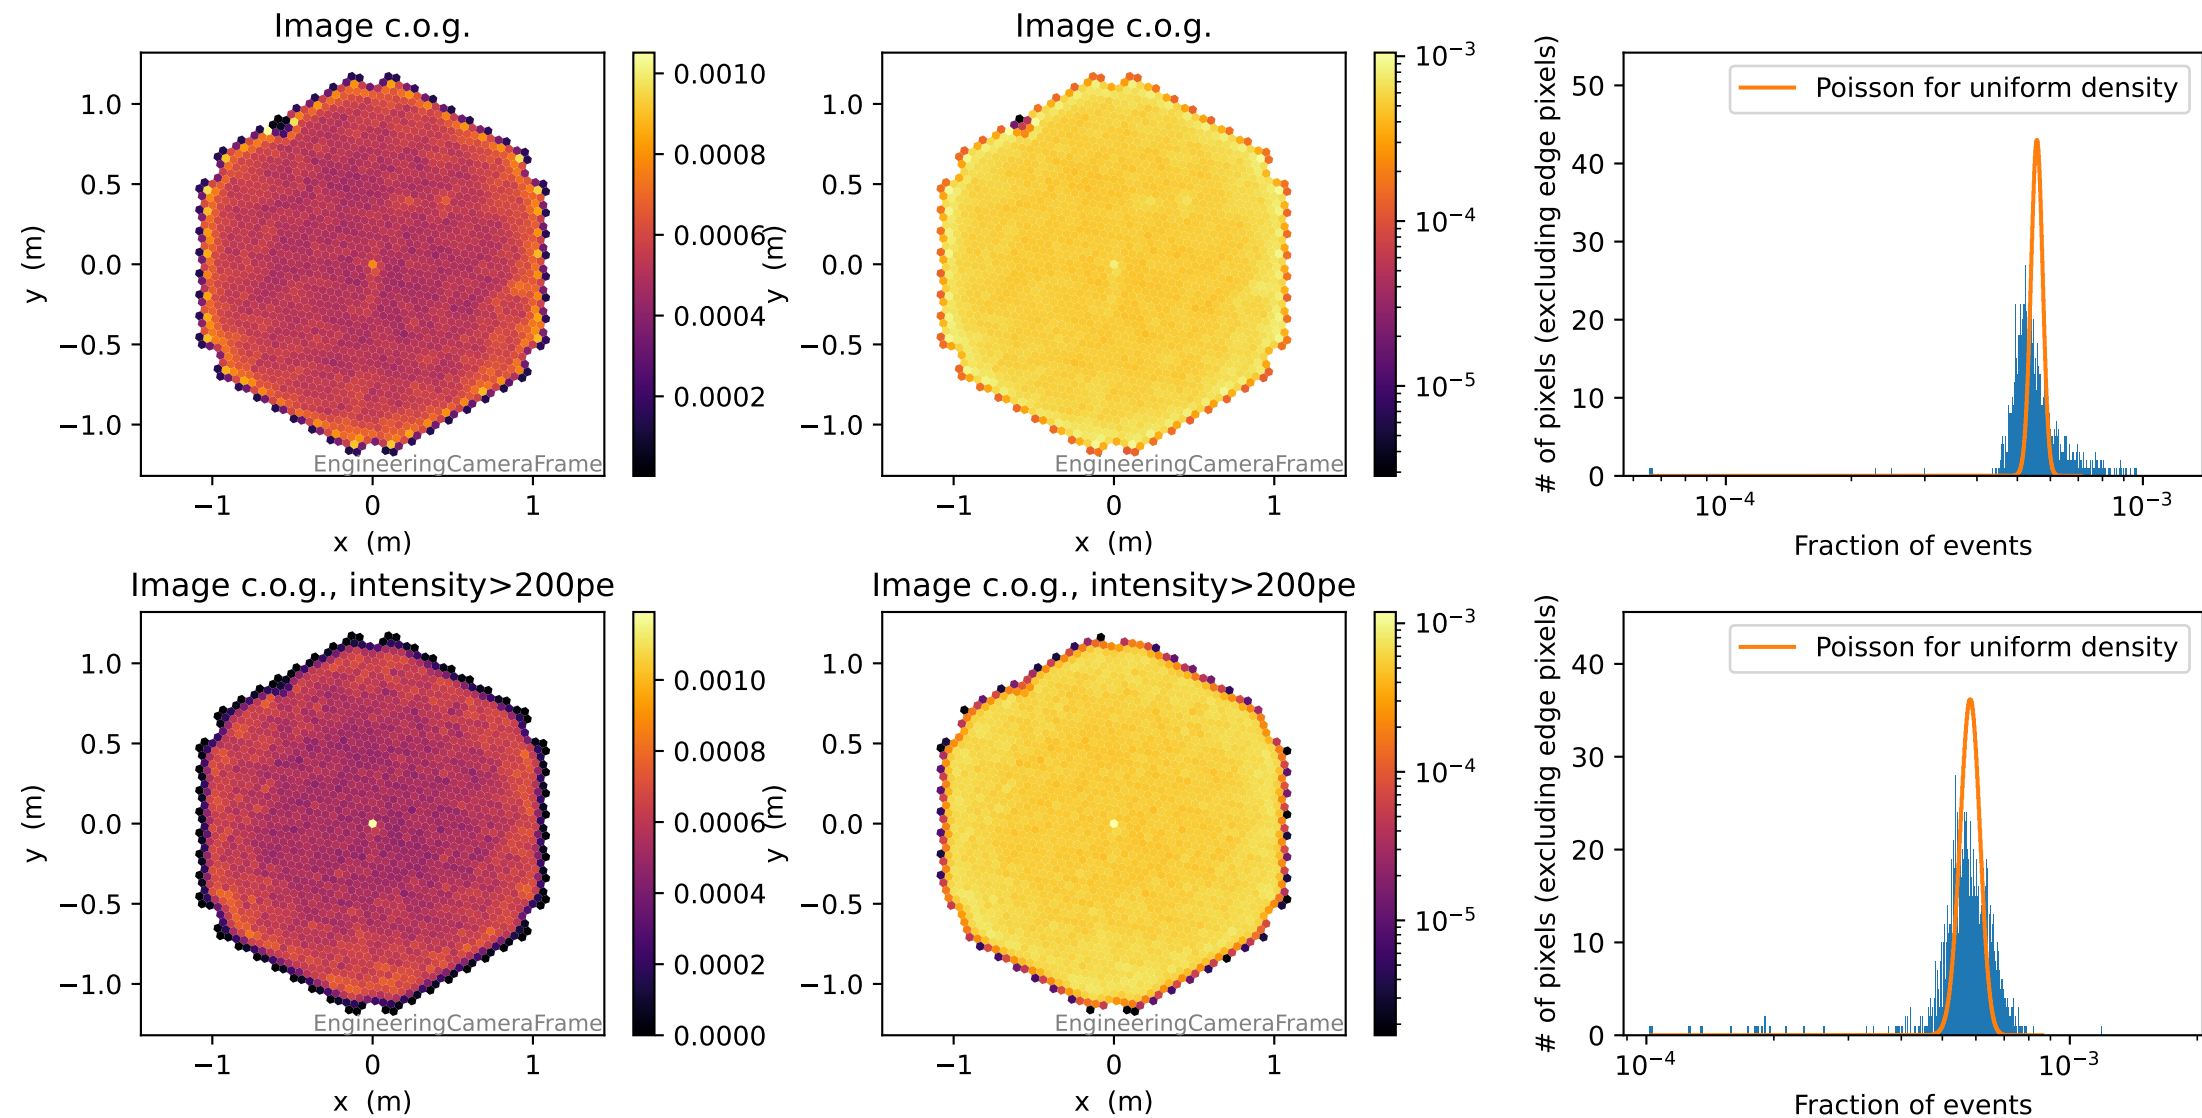 Image c.o.g.
1.0
0.5
0.0
−0.5
−1.0
y (m)
EngineeringCameraFrame
−1
0
1
x (m)
0.0010
0.0008
0.0006
0.0004
0.0002
Image c.o.g.
1.0
0.5
0.0
−0.5
−1.0
y (m)
EngineeringCameraFrame
−1
0
1
x (m)
10−3
10−4
10−5
# of pixels (excluding edge pixels)
50
40
30
20
10
0
Poisson for uniform density
10−4
10−3
Fraction of events
Image c.o.g., intensity>200pe
1.0
0.5
0.0
−0.5
−1.0
y (m)
EngineeringCameraFrame
−1
0
1
x (m)
0.0010
0.0008
0.0006
0.0004
0.0002
0.0000
Image c.o.g., intensity>200pe
1.0
0.5
0.0
−0.5
−1.0
y (m)
EngineeringCameraFrame
−1
0
1
x (m)
10−3
10−4
10−5
# of pixels (excluding edge pixels)
40
30
20
10
0
Poisson for uniform density
10−4
10−3
Fraction of events